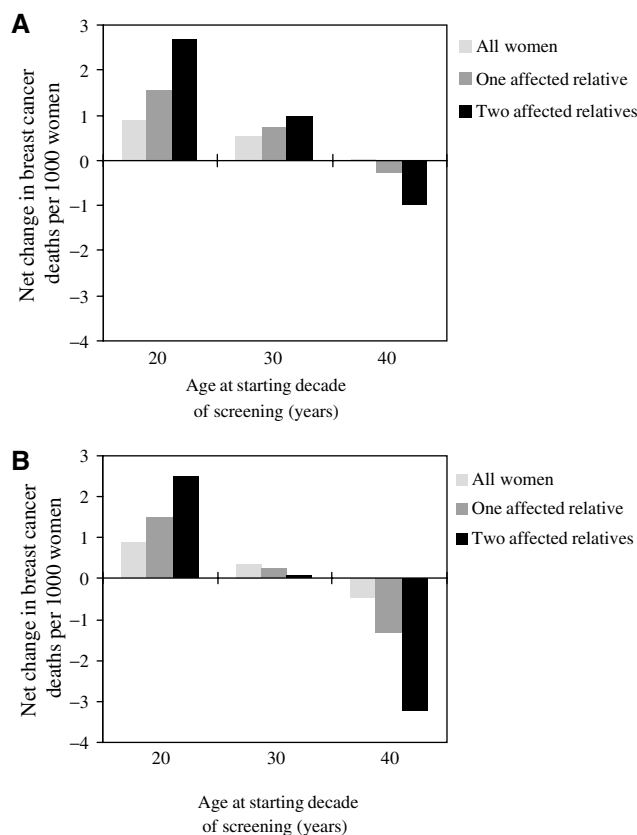 A
All women
One affected relative
Two affected relatives
Net change in breast cancer
deaths per 1000 women
3
2
1
0
−1
−2
−3
−4
20 30 40
Age at starting decade
of screening (years)
B
All women
One affected relative
Two affected relatives
Net change in breast cancer
deaths per 1000 women
3
2
1
0
−1
−2
−3
−4
20 30 40
Age at starting decade
of screening (years)